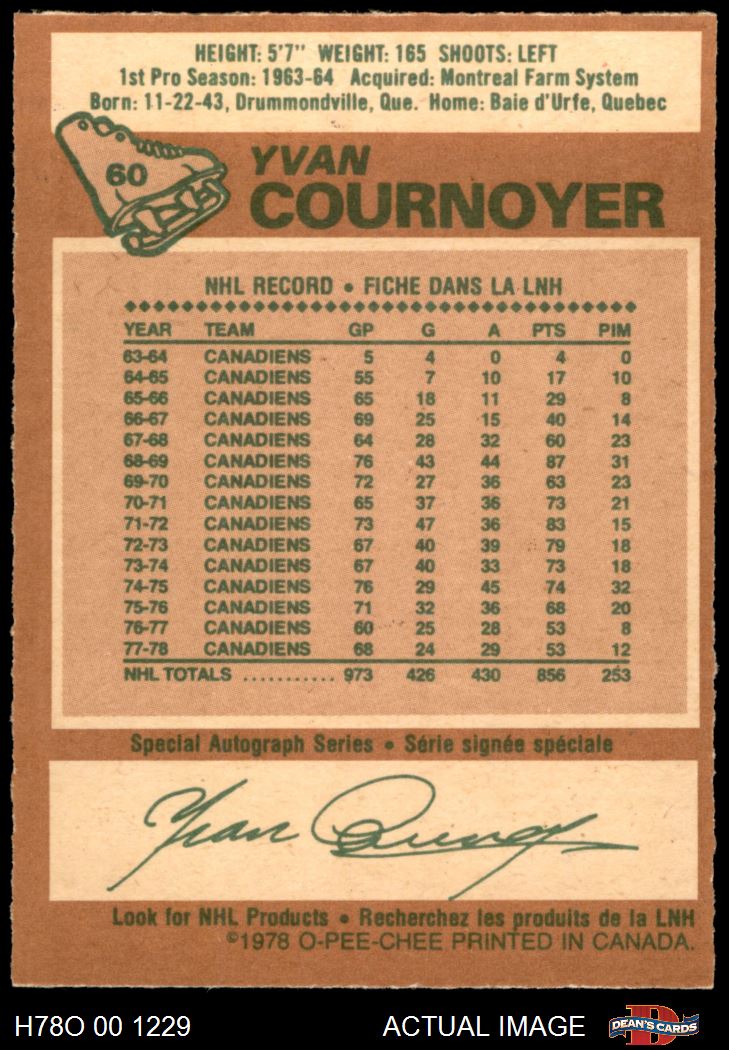 HEIGHT: 5'7" WEIGHT: 165 SHOOTS: LEFT
1st Pro Season: 1963-64 Acquired: Montreal Farm System
Born: 11-22-43, Drummondville, Que. Home: Baie d'Urfe, Quebec
60
YVAN
COURNOYER
NHL RECORD • FICHE DANS LA LNH
YEAR TEAM GP G A PTS PIM
63-64 CANADIENS 5 4 0 4 0
64-65 CANADIENS 55 7 10 17 10
65-66 CANADIENS 65 18 11 29 8
66-67 CANADIENS 69 25 15 40 14
67-68 CANADIENS 64 28 32 60 23
68-69 CANADIENS 76 43 44 87 31
69-70 CANADIENS 72 27 36 63 23
70-71 CANADIENS 65 37 36 73 21
71-72 CANADIENS 73 47 36 83 15
72-73 CANADIENS 67 40 39 79 18
73-74 CANADIENS 67 40 33 73 18
74-75 CANADIENS 76 29 45 74 32
75-76 CANADIENS 71 32 36 68 20
76-77 CANADIENS 60 25 28 53 8
77-78 CANADIENS 68 24 29 53 12
NHL TOTALS ........... 973 426 430 856 253
Special Autograph Series • Série signée spéciale
Yvan Cournoyer
Look for NHL Products • Recherchez les produits de la LNH
©1978 O-PEE-CHEE PRINTED IN CANADA.
H78O 00 1229 ACTUAL IMAGE DEAN'S CARDS